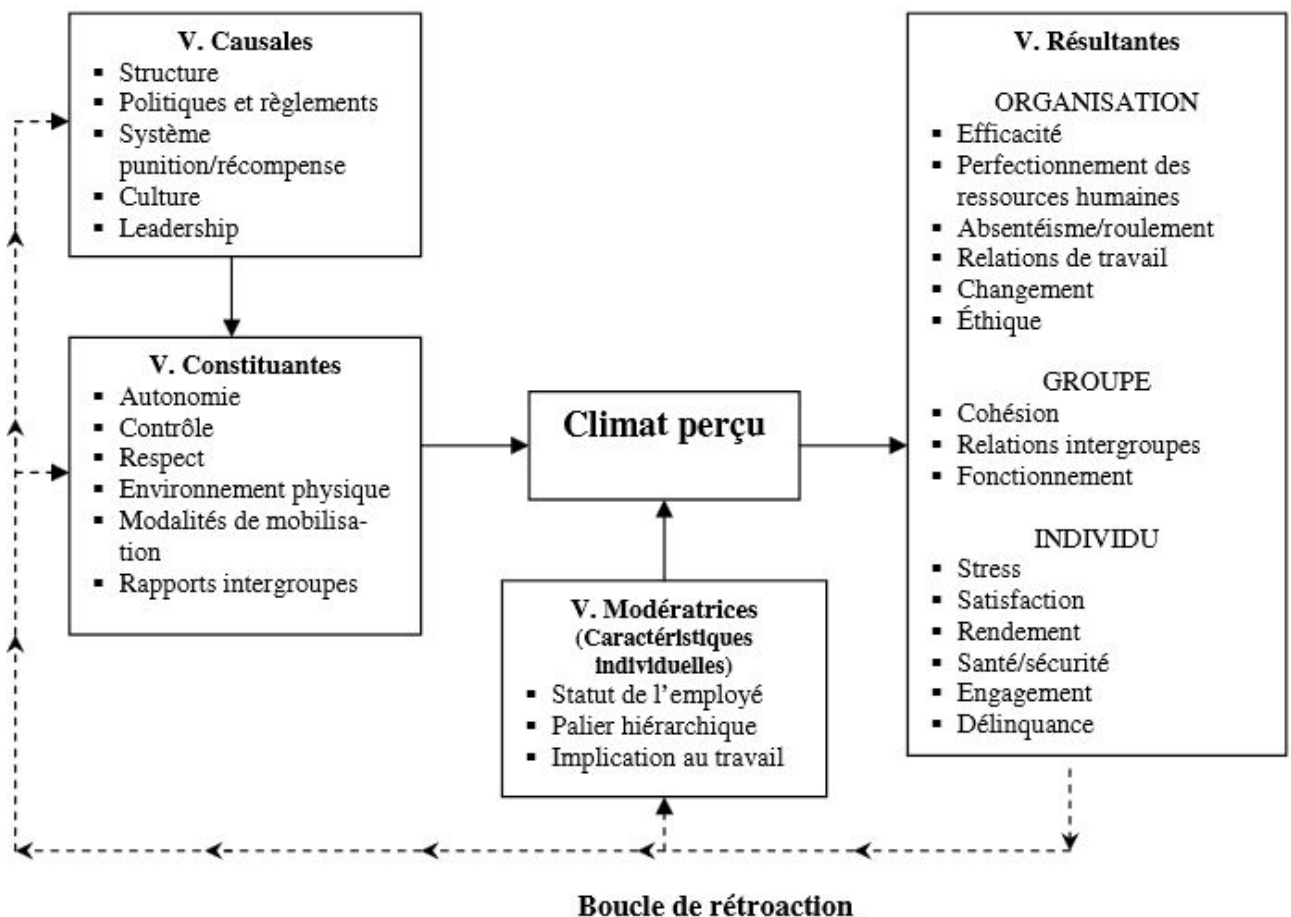 V. Causales
▪ Structure
▪ Politiques et règlements
▪ Système
punition/récompense
▪ Culture
▪ Leadership
V. Constituantes
▪ Autonomie
▪ Contrôle
▪ Respect
▪ Environnement physique
▪ Modalités de mobilisa-
tion
▪ Rapports intergroupes
Climat perçu
V. Modératrices
(Caractéristiques
individuelles)
▪ Statut de l’employé
▪ Palier hiérarchique
▪ Implication au travail
V. Résultantes
ORGANISATION
▪ Efficacité
▪ Perfectionnement des
ressources humaines
▪ Absentéisme/roulement
▪ Relations de travail
▪ Changement
▪ Éthique
GROUPE
▪ Cohésion
▪ Relations intergroupes
▪ Fonctionnement
INDIVIDU
▪ Stress
▪ Satisfaction
▪ Rendement
▪ Santé/sécurité
▪ Engagement
▪ Délinquance
Boucle de rétroaction